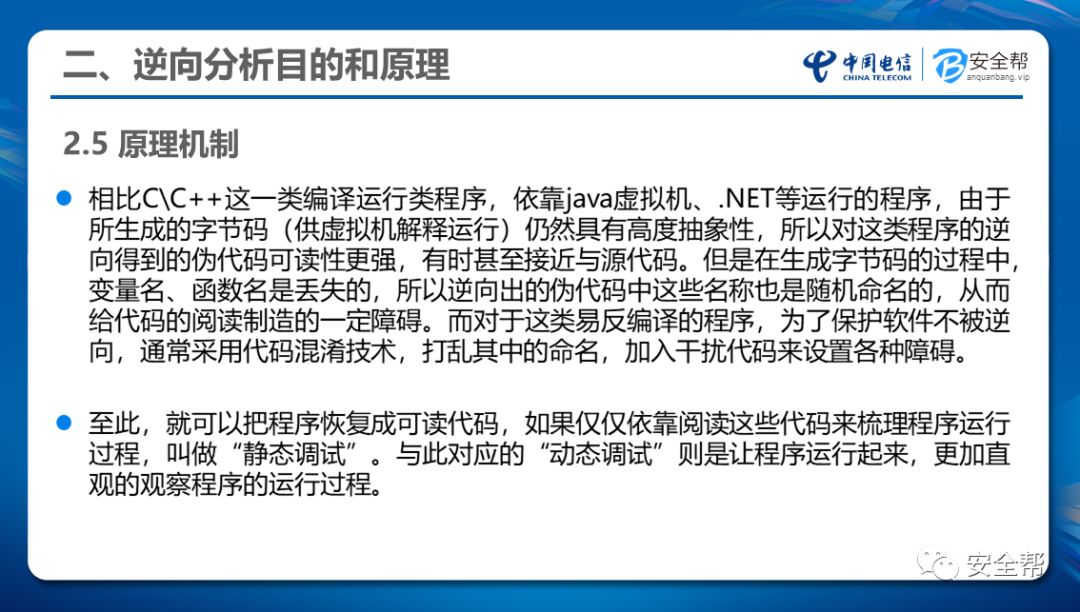 二、逆向分析目的和原理
中国电信
CHINA TELECOM
安全帮
anquanbang.vip
2.5 原理机制
相比C\C++这一类编译运行类程序，依靠java虚拟机、.NET等运行的程序，由于
所生成的字节码（供虚拟机解释运行）仍然具有高度抽象性，所以对这类程序的逆
向得到的伪代码可读性更强，有时甚至接近与源代码。但是在生成字节码的过程中，
变量名、函数名是丢失的，所以逆向出的伪代码中这些名称也是随机命名的，从而
给代码的阅读制造的一定障碍。而对于这类易反编译的程序，为了保护软件不被逆
向，通常采用代码混淆技术，打乱其中的命名，加入干扰代码来设置各种障碍。
至此，就可以把程序恢复成可读代码，如果仅仅依靠阅读这些代码来梳理程序运行
过程，叫做“静态调试”。与此对应的“动态调试”则是让程序运行起来，更加直
观的观察程序的运行过程。
安全帮